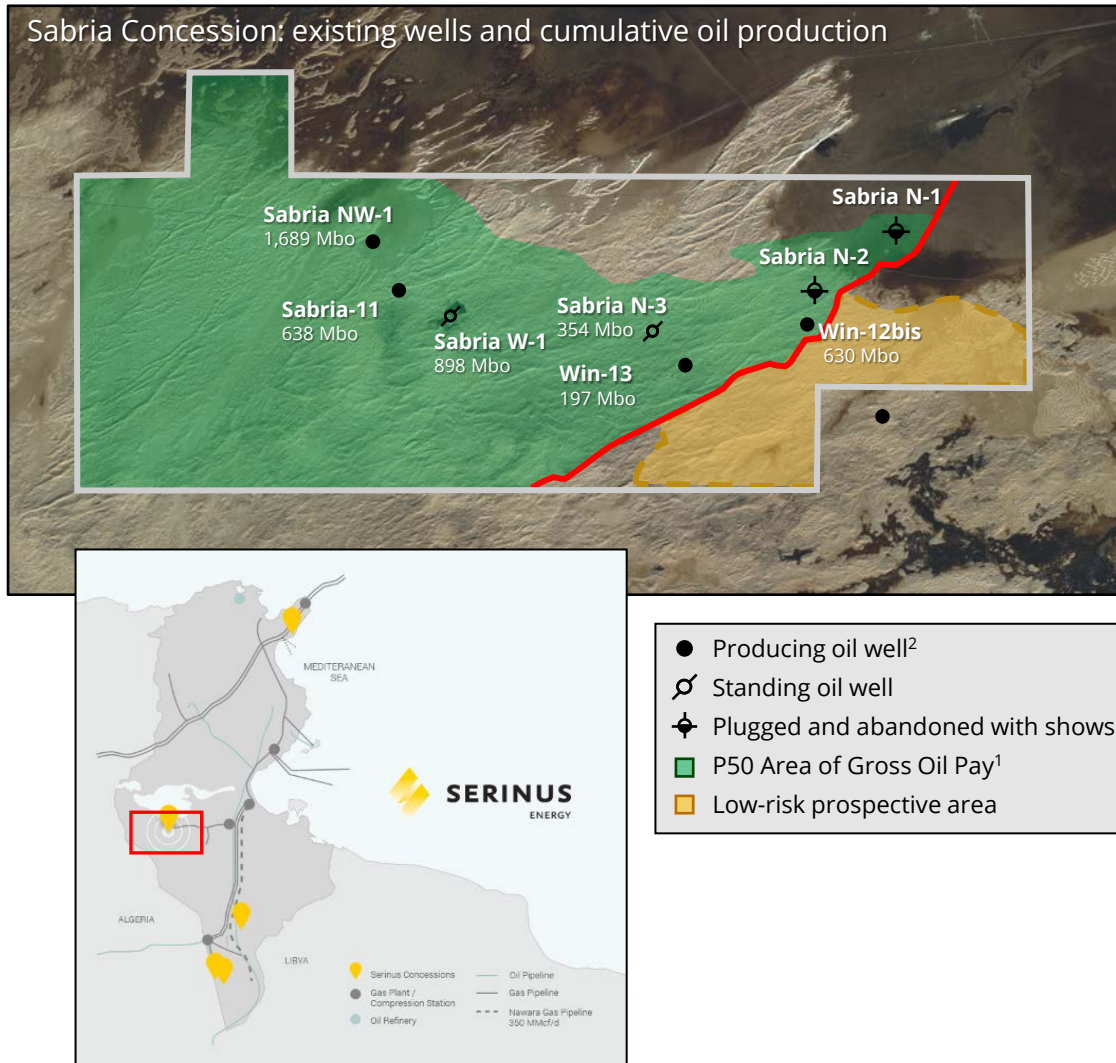 Sabria Concession: existing wells and cumulative oil production
Sabria N-1
Sabria NW-1
1,689 Mbo
Sabria N-2
Sabria-11
638 Mbo
Sabria N-3
354 Mbo
Sabria W-1
898 Mbo
Win-12bis
630 Mbo
Win-13
197 Mbo
MEDITERANEAN
SEA
SERINUS
ENERGY
ALGERIA
LIBYA
Serinus Concessions
Gas Plant /
Compression Station
Oil Refinery
Oil Pipeline
Gas Pipeline
Nawara Gas Pipeline
350 MMcf/d
Producing oil well²
Standing oil well
Plugged and abandoned with shows
P50 Area of Gross Oil Pay¹
Low-risk prospective area